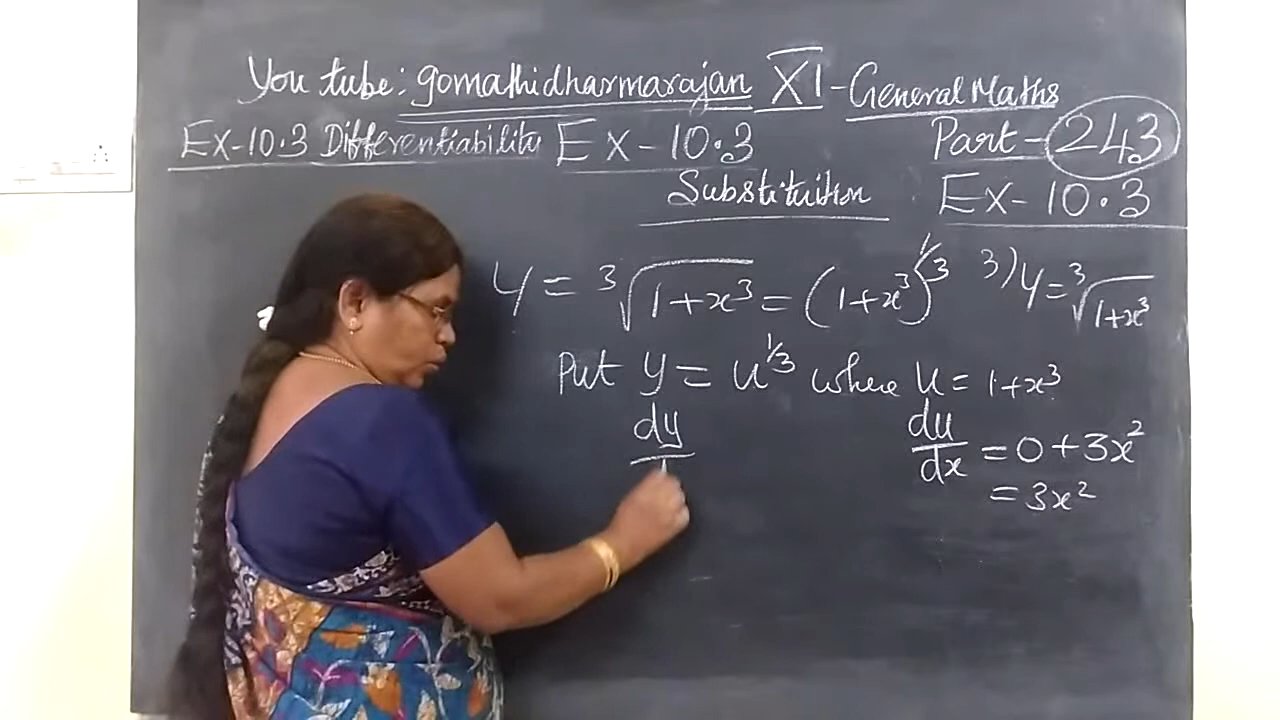 You tube: gomathidharmarajan XI - General Maths
Ex-10.3 Differentiability Ex-10.3 Part-243
Substituition Ex-10.3
y = ³√(1+x³) = (1+x³)^1/3 3) y = ³√(1+x³)
Put y = u^1/3 where u = 1+x³
dy du/dx = 0+3x²
= 3x²